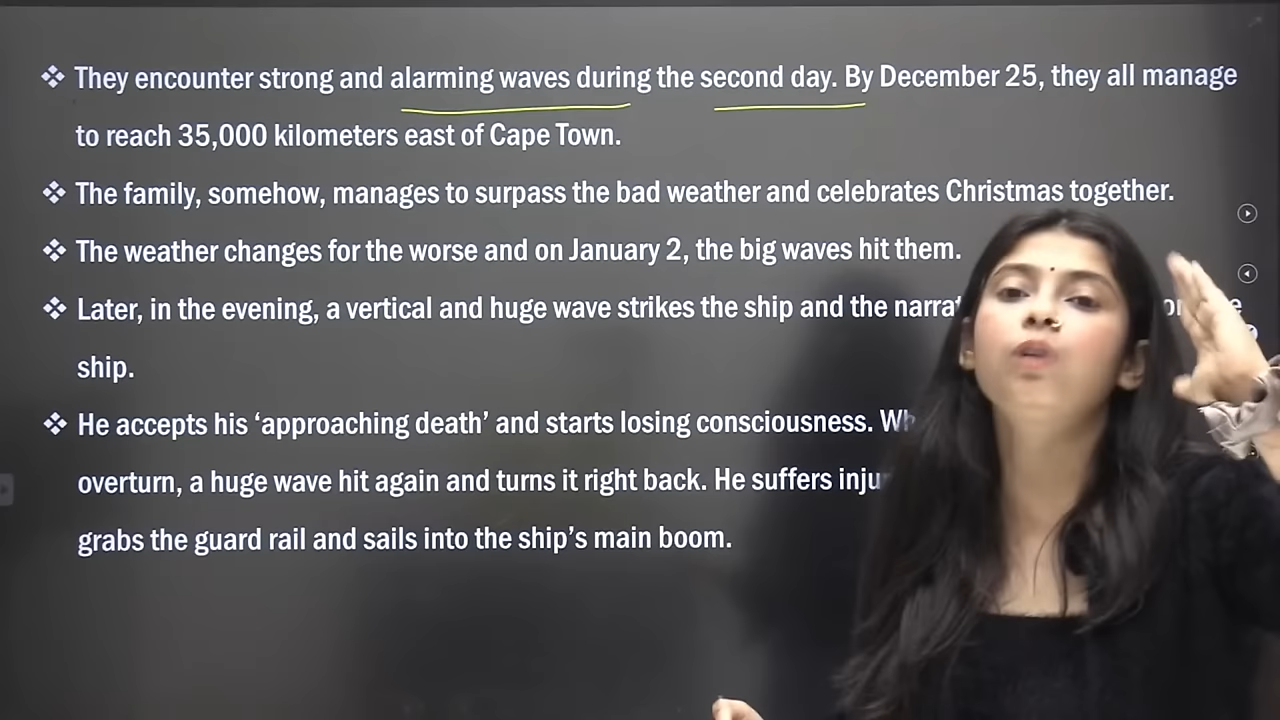 ❖ They encounter strong and alarming waves during the second day. By December 25, they all manage
to reach 35,000 kilometers east of Cape Town.
❖ The family, somehow, manages to surpass the bad weather and celebrates Christmas together.
❖ The weather changes for the worse and on January 2, the big waves hit them.
❖ Later, in the evening, a vertical and huge wave strikes the ship and the
ship.
❖ He accepts his ‘approaching death’ and starts losing consciousness.
overturn, a huge wave hit again and turns it right back. He suffers
grabs the guard rail and sails into the ship’s main boom.